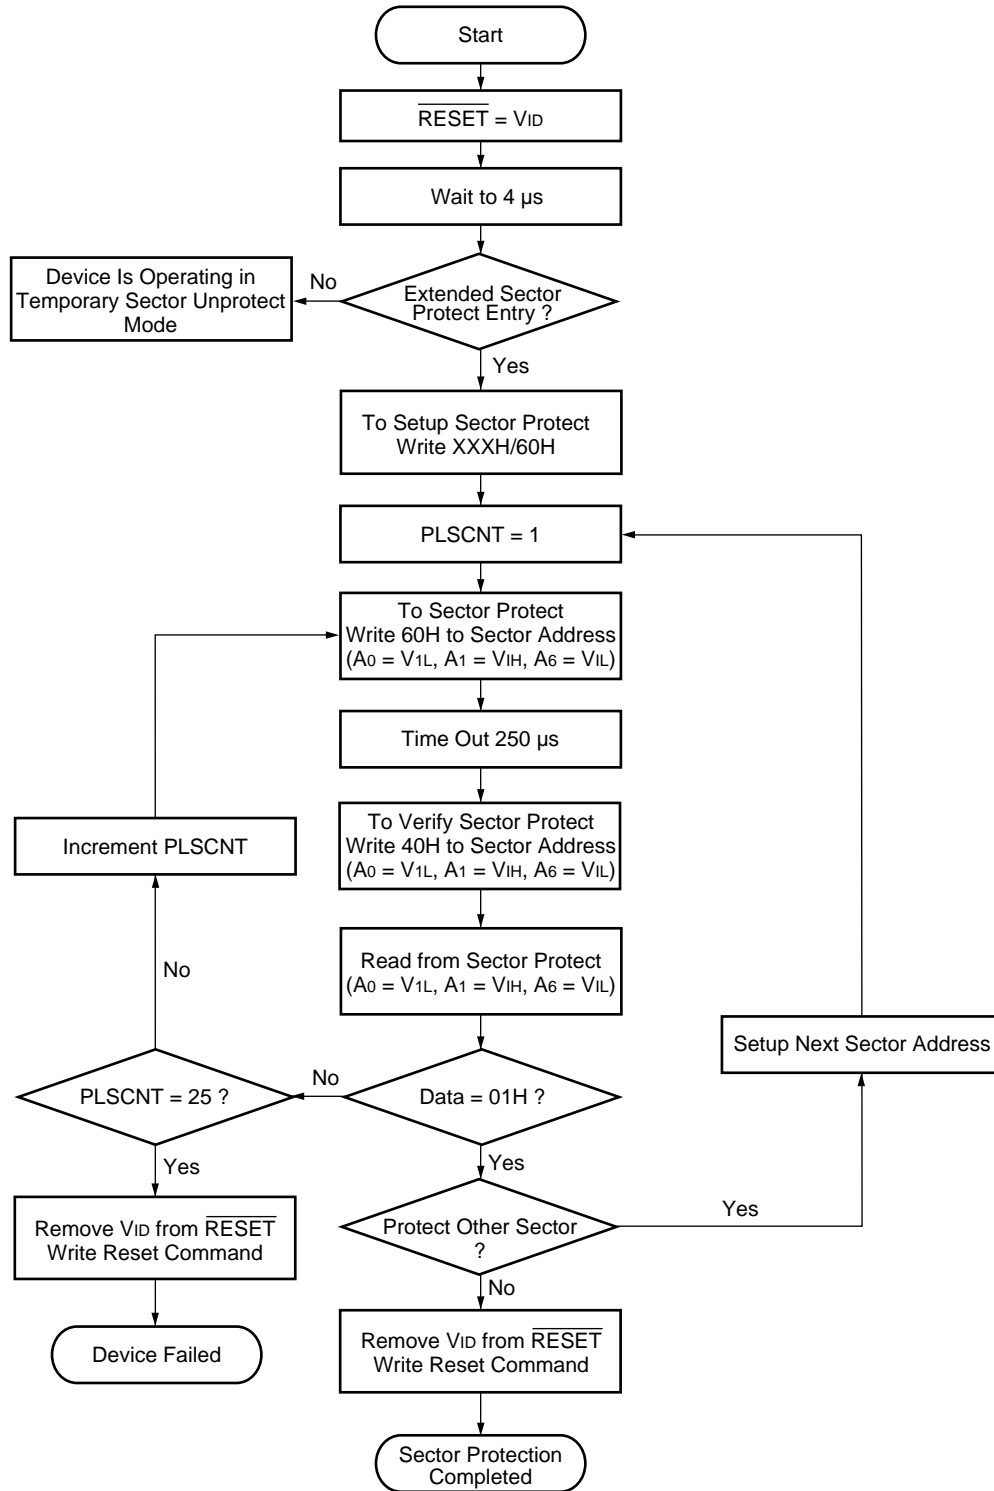 Start
RESET = VID
Wait to 4 µs
Device Is Operating in
Temporary Sector Unprotect
Mode
No
Extended Sector
Protect Entry ?
Yes
To Setup Sector Protect
Write XXXH/60H
PLSCNT = 1
To Sector Protect
Write 60H to Sector Address
(A0 = V1L, A1 = VIH, A6 = VIL)
Time Out 250 µs
Increment PLSCNT
To Verify Sector Protect
Write 40H to Sector Address
(A0 = V1L, A1 = VIH, A6 = VIL)
No
Read from Sector Protect
(A0 = V1L, A1 = VIH, A6 = VIL)
Setup Next Sector Address
PLSCNT = 25 ?
No
Data = 01H ?
Yes
Yes
Remove VID from RESET
Write Reset Command
Protect Other Sector
?
Yes
No
Device Failed
Remove VID from RESET
Write Reset Command
Sector Protection
Completed